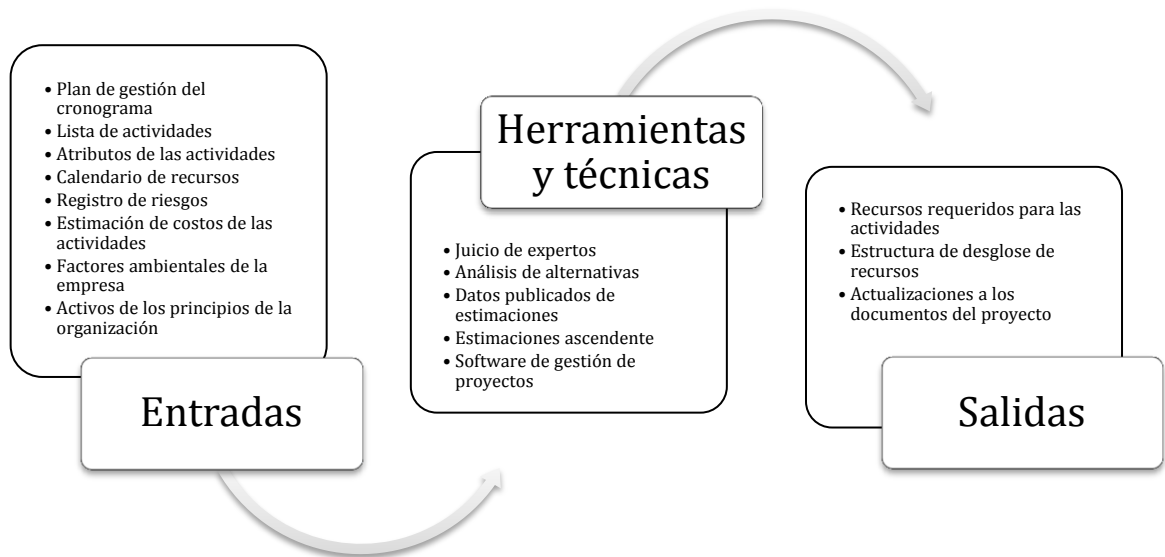 • Plan de gestión del
cronograma
• Lista de actividades
• Atributos de las actividades
• Calendario de recursos
• Registro de riesgos
• Estimación de costos de las
actividades
• Factores ambientales de la
empresa
• Activos de los principios de la
organización
Entradas
Herramientas
y técnicas
• Juicio de expertos
• Análisis de alternativas
• Datos publicados de
estimaciones
• Estimaciones ascendente
• Software de gestión de
proyectos
• Recursos requeridos para las
actividades
• Estructura de desglose de
recursos
• Actualizaciones a los
documentos del proyecto
Salidas